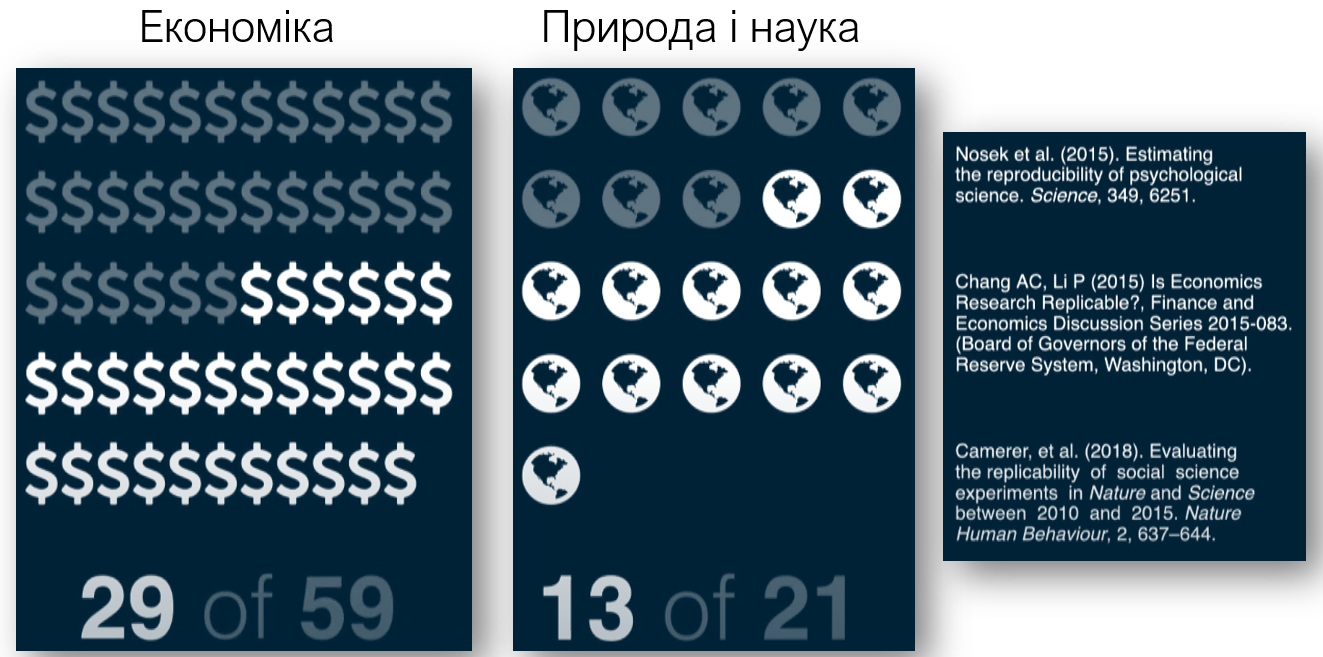 Економіка
$$$$$$$$$$$$
$$$$$$$$$$$$
$$$$$$$$$$$$
$$$$$$$$$$$$
$$$$$$$$$$$
29 of 59
Природа і наука
13 of 21
Nosek et al. (2015). Estimating
the reproducibility of psychological
science. Science, 349, 6251.
Chang AC, Li P (2015) Is Economics
Research Replicable?, Finance and
Economics Discussion Series 2015-083.
(Board of Governors of the Federal
Reserve System, Washington, DC).
Camerer, et al. (2018). Evaluating
the replicability of social science
experiments in Nature and Science
between 2010 and 2015. Nature
Human Behaviour, 2, 637–644.